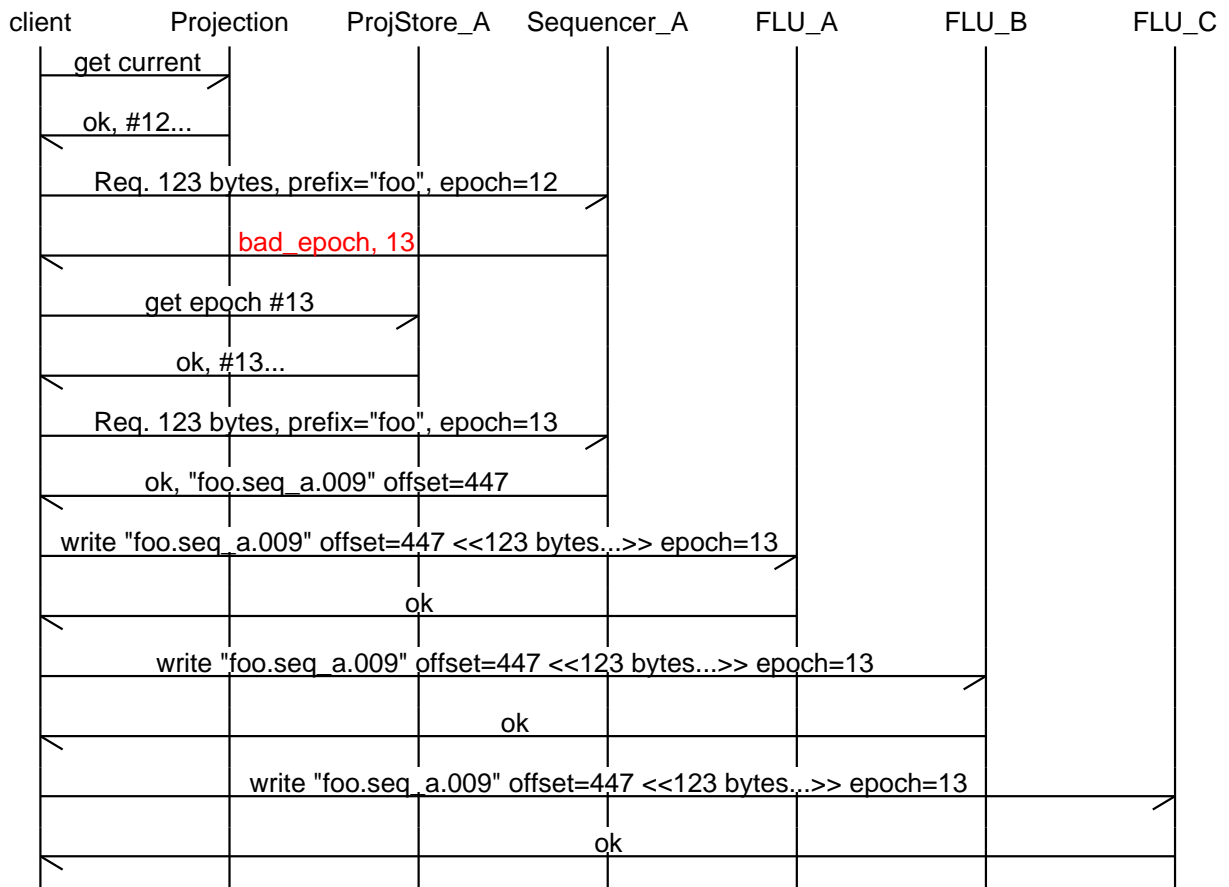 client Projection ProjStore_A Sequencer_A FLU_A FLU_B FLU_C
get current
ok, #12...
Req. 123 bytes, prefix="foo", epoch=12
bad_epoch, 13
get epoch #13
ok, #13...
Req. 123 bytes, prefix="foo", epoch=13
ok, "foo.seq_a.009" offset=447
write "foo.seq_a.009" offset=447 <<123 bytes...>> epoch=13
ok
write "foo.seq_a.009" offset=447 <<123 bytes...>> epoch=13
ok
write "foo.seq_a.009" offset=447 <<123 bytes...>> epoch=13
ok